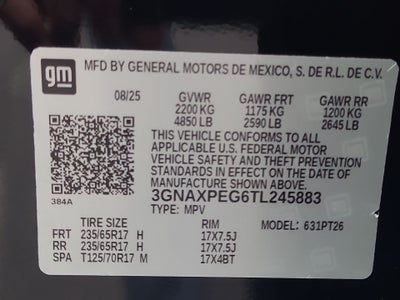 gm
MFD BY GENERAL MOTORS DE MEXICO, S. DE R.L. DE C.V.
08/25 GVWR GAWR FRT GAWR RR
2200 KG 1175 KG 1200 KG
4850 LB 2590 LB 2645 LB
THIS VEHICLE CONFORMS TO ALL
APPLICABLE U.S. FEDERAL MOTOR
VEHICLE SAFETY AND THEFT PREVENTION
STANDARDS IN EFFECT ON THE DATE OF
MANUFACTURE SHOWN ABOVE.
384A
3GNAXPEG6TL245883
TYPE: MPV
TIRE SIZE RIM MODEL: 631PT26
FRT 235/65R17 H 17X7.5J
RR 235/65R17 H 17X7.5J
SPA T125/70R17 M 17X4BT